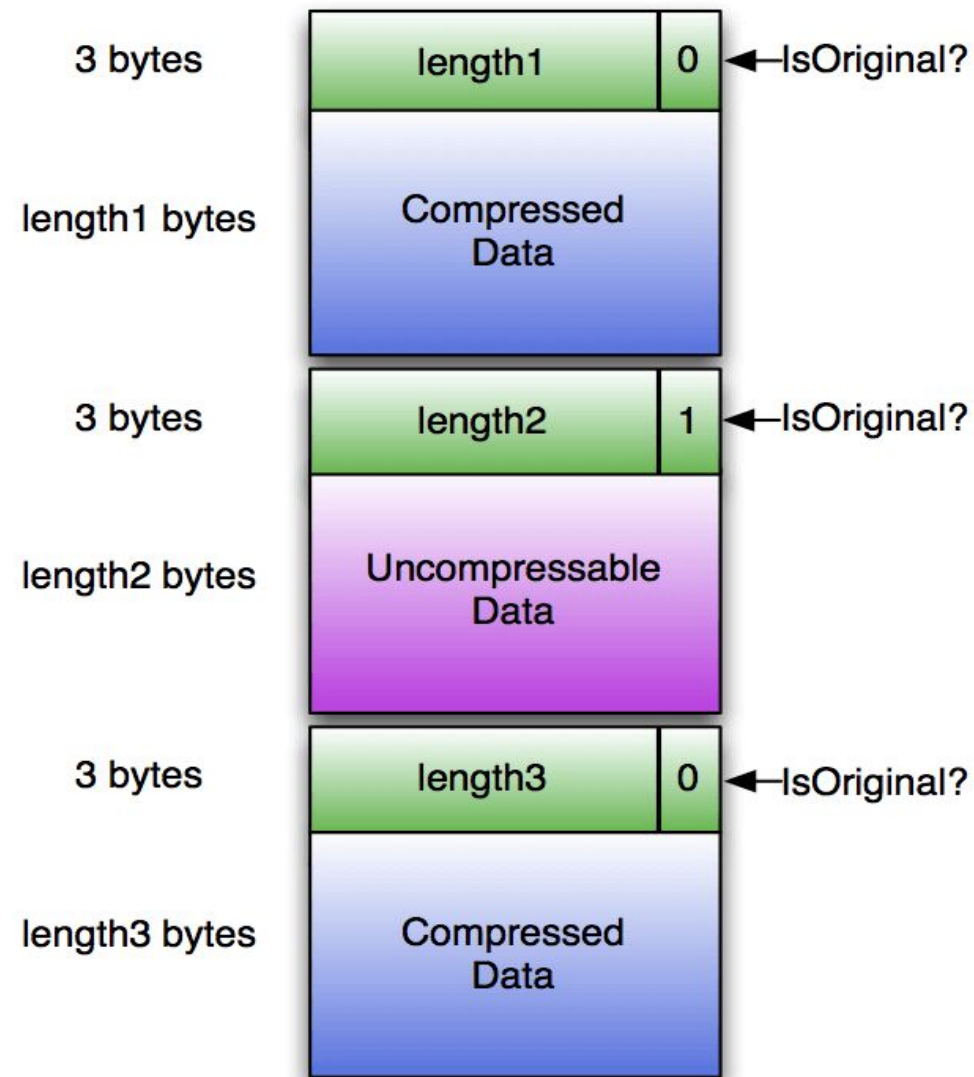 3 bytes
length1
0
IsOriginal?
length1 bytes
Compressed
Data
3 bytes
length2
1
IsOriginal?
length2 bytes
Uncompressable
Data
3 bytes
length3
0
IsOriginal?
length3 bytes
Compressed
Data